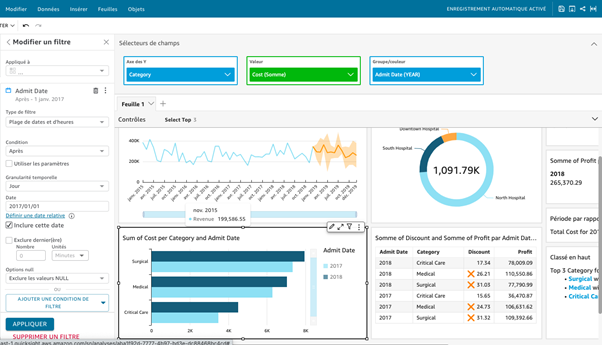 Modifier Données Insérer Feuilles Objets ENREGISTREMENT AUTOMATIQUE ACTIVÉ
Modifier un filtre
Appliqué à
...
Admit Date
Après - 1 janv. 2017
Type de filtre
Plage de dates et d'heures
Condition
Après
Utiliser les paramètres
Granularité temporelle
Jour
Date
2017/01/01
Définir une date relative
Inclure cette date
Exclure dernier(ère)
Nombre Unités
0 Minutes
Options null
Exclure les valeurs NULL
OU
AJOUTER UNE CONDITION DE FILTRE
APPLIQUER
SUPPRIMER UN FILTRE
Sélecteurs de champs
Axe des Y
Category
Valeur
Cost (Somme)
Groupe/couleur
Admit Date (YEAR)
Feuille 1
Contrôles Select Top
400K
200K
0
nov. 2015
Revenue 199,586.55
Downtown Hospital
South Hospital
1,091.79K
North Hospital
Somme of Profit
2018
265,370.29
Sum of Cost per Category and Admit Date
Surgical
Medical
Critical Care
0 2K 4K 6K 8K
Admit Date
2017
2018
Somme of Discount and Somme of Profit par Admit Dat...
Admit Date Category Discount Profit
2018 Critical Care 17.34 78,009.09
2018 Medical 26.21 110,550.86
2018 Surgical 31.03 77,790.99
2017 Critical Care 15.65 36,470.87
2017 Medical 24.73 106,631.62
2017 Surgical 31.32 109,392.66
Période par rappo
Total Cost for 201
Classé en haut
Top 3 Category fo
Surgical w
Medical wi
Critical Ca